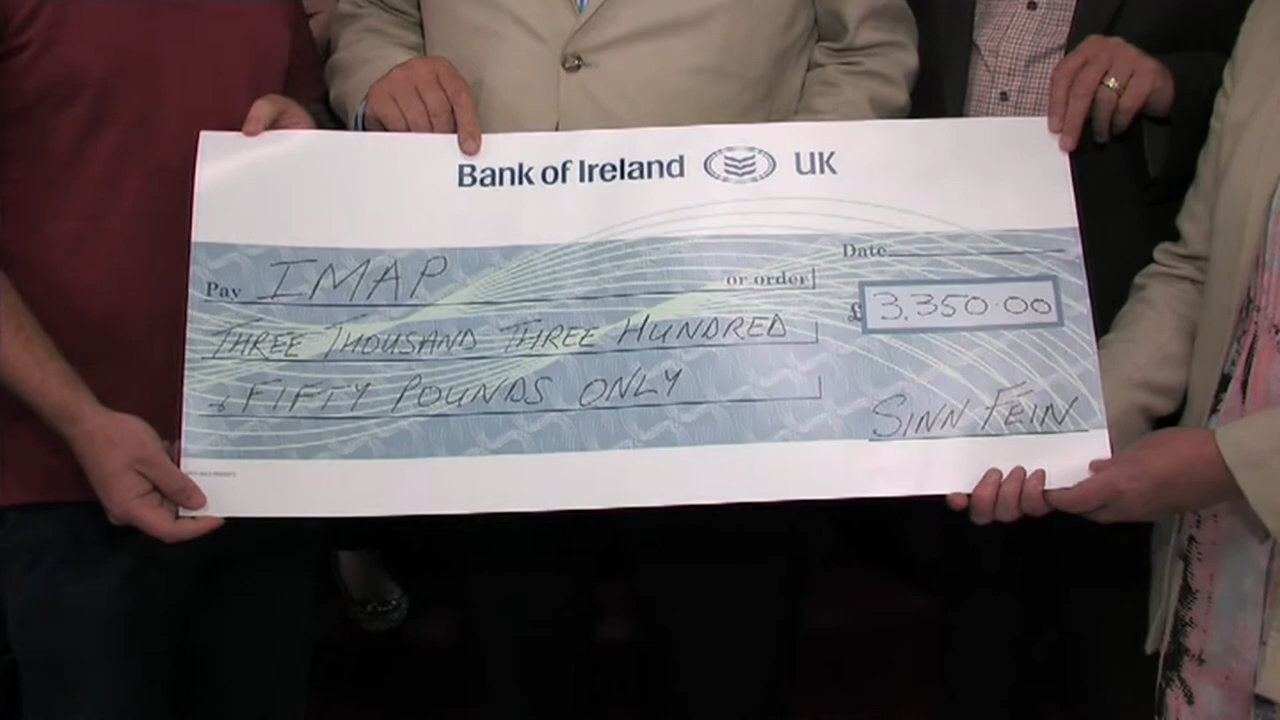 Bank of Ireland UK
Date
Pay IMAP or order
£ 3,350.00
THREE THOUSAND THREE HUNDRED
& FIFTY POUNDS ONLY
SINN FEIN